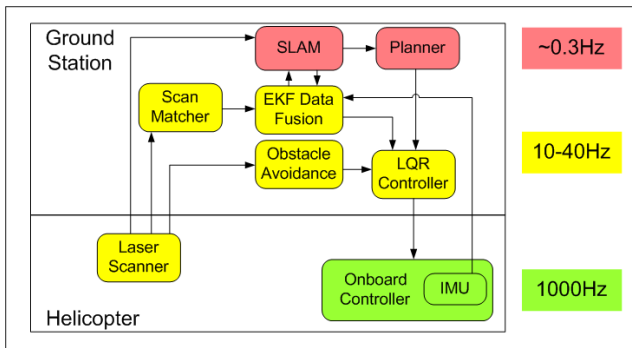 Ground
Station
SLAM
Planner
~0.3Hz
Scan
Matcher
EKF Data
Fusion
Obstacle
Avoidance
LQR
Controller
10-40Hz
Laser
Scanner
Onboard
Controller
IMU
1000Hz
Helicopter